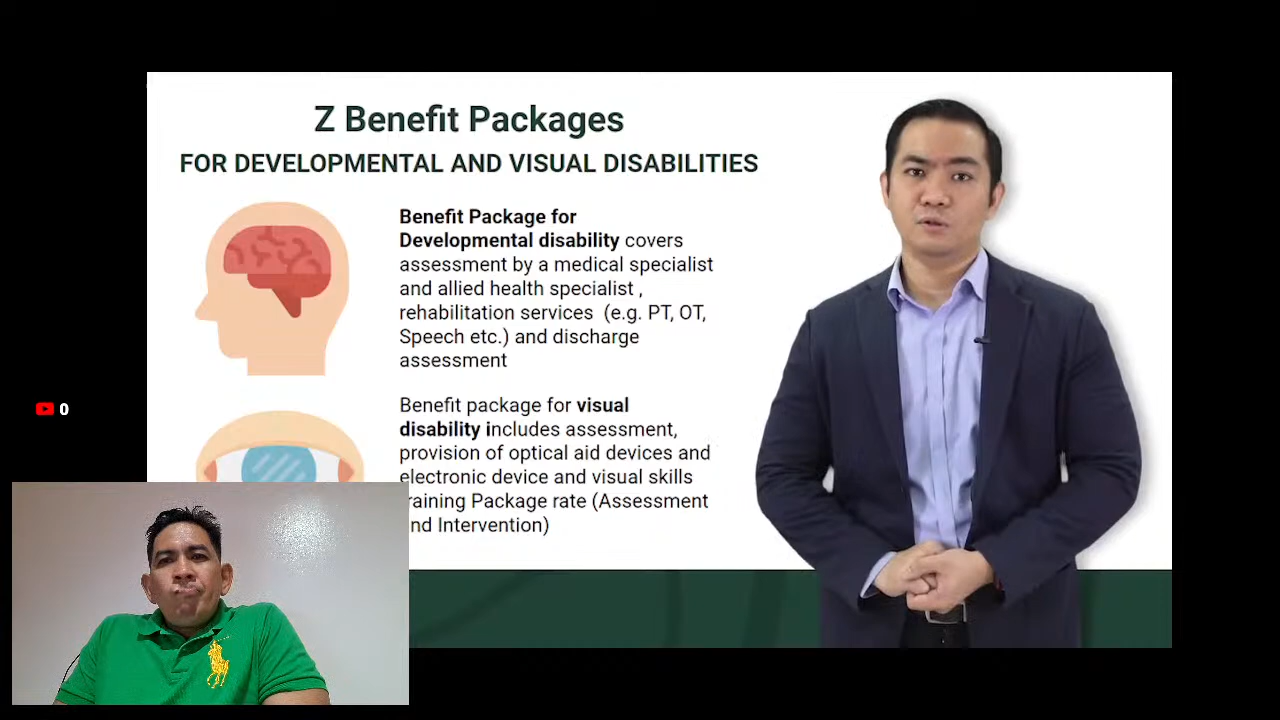 Z Benefit Packages
FOR DEVELOPMENTAL AND VISUAL DISABILITIES
Benefit Package for
Developmental disability covers
assessment by a medical specialist
and allied health specialist ,
rehabilitation services (e.g. PT, OT,
Speech etc.) and discharge
assessment
Benefit package for visual
disability includes assessment,
provision of optical aid devices and
electronic device and visual skills
raining Package rate (Assessment
nd Intervention)
0